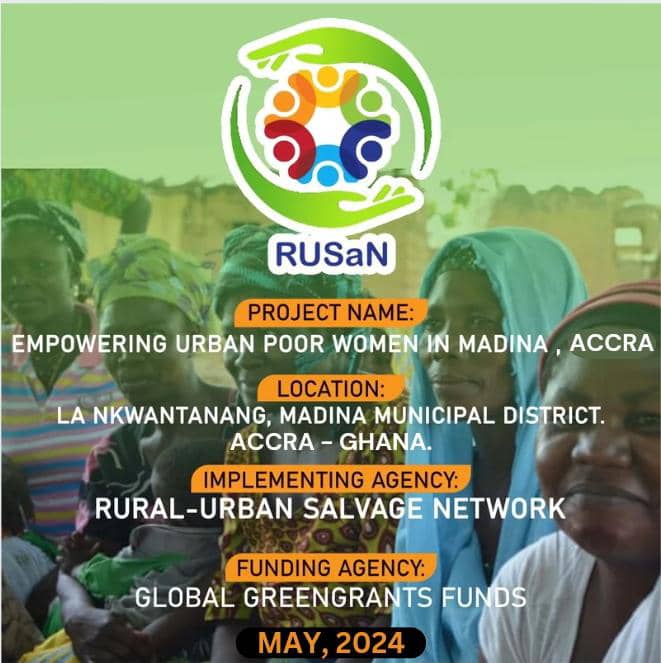 RUSaN
PROJECT NAME:
EMPOWERING URBAN POOR WOMEN IN MADINA , ACCRA
LOCATION:
LA NKWANTANANG, MADINA MUNICIPAL DISTRICT.
ACCRA - GHANA.
IMPLEMENTING AGENCY:
RURAL-URBAN SALVAGE NETWORK
FUNDING AGENCY:
GLOBAL GREENGRANTS FUNDS
MAY, 2024